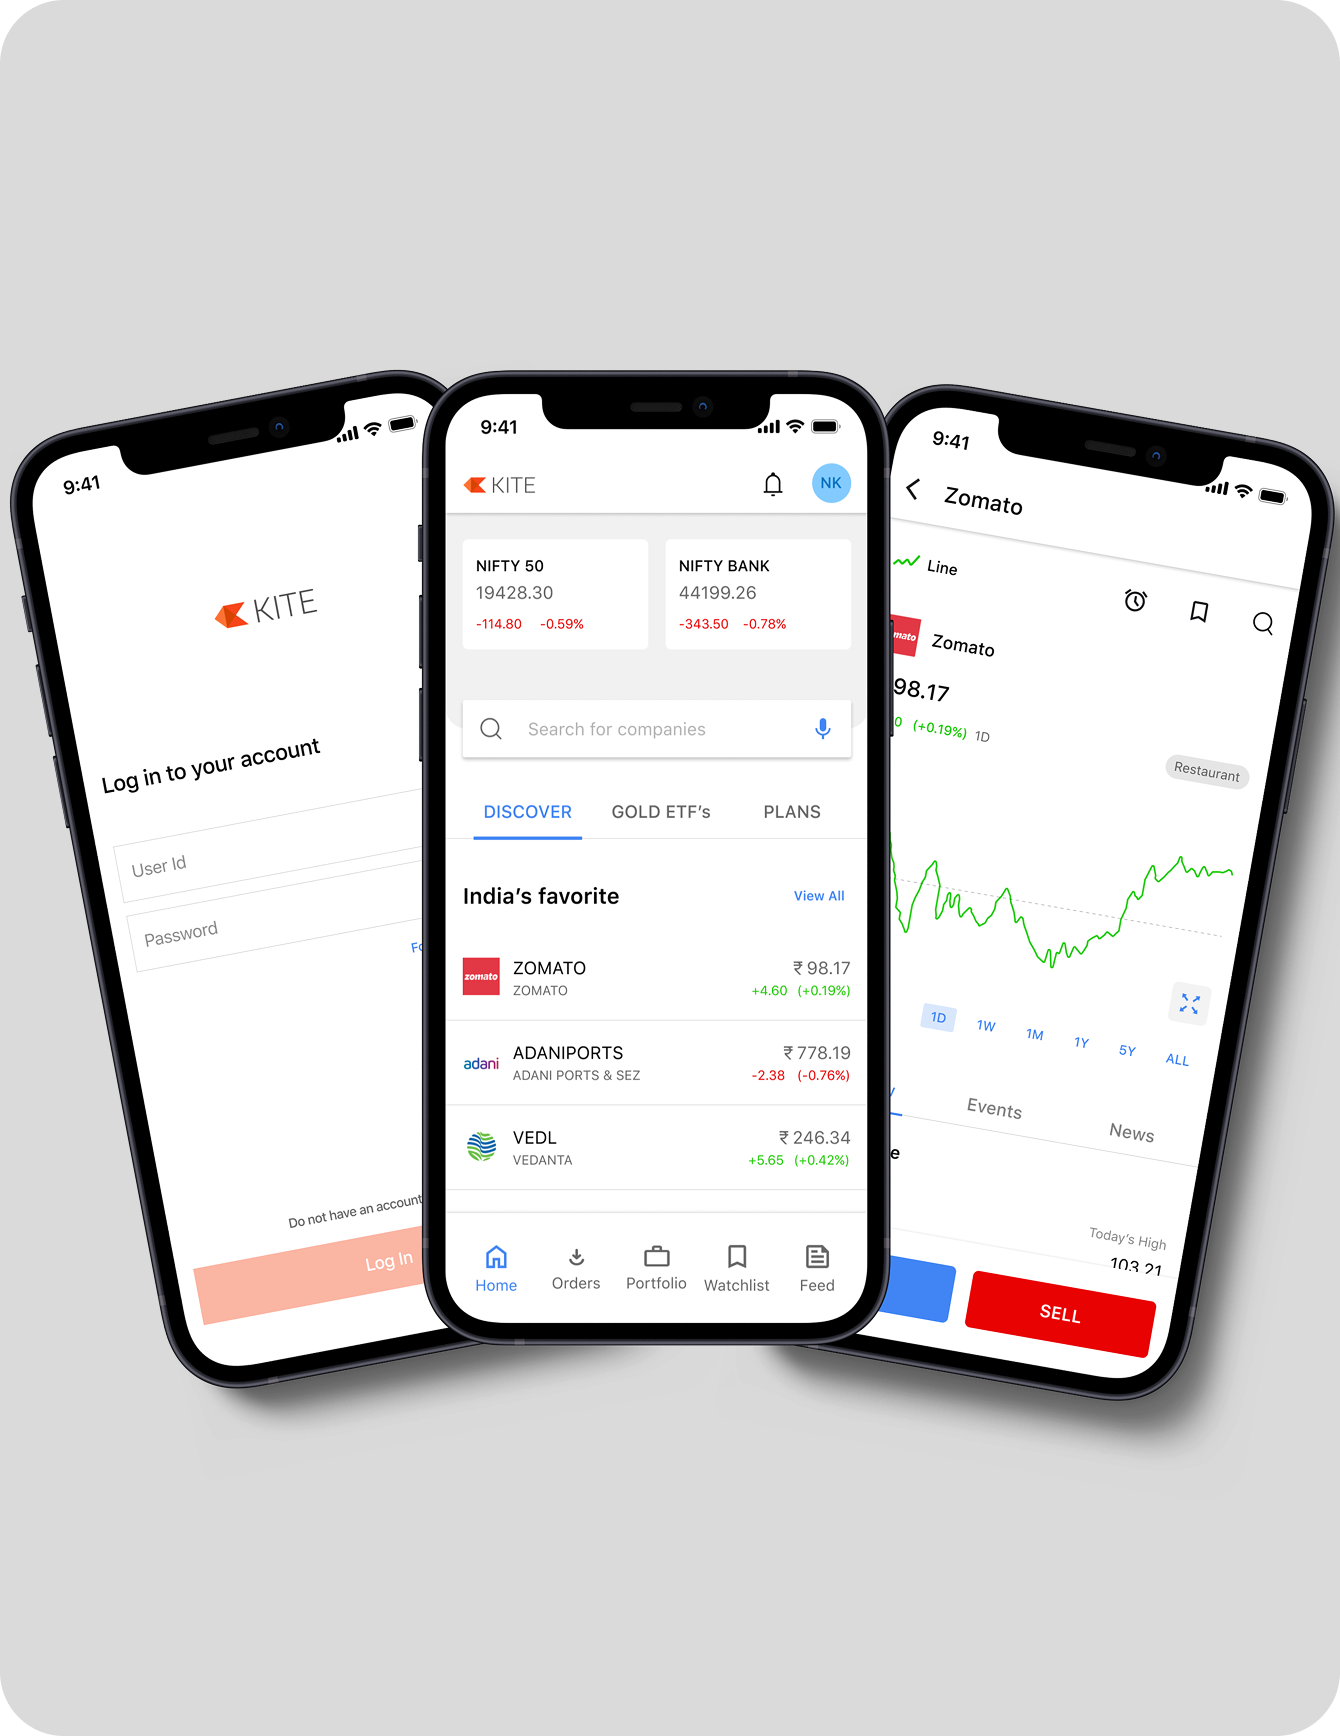 9:41
KITE
Log in to your account
User Id
Password
Do not have an account
Log In
9:41
KITE
NK
NIFTY 50
19428.30
-114.80 -0.59%
NIFTY BANK
44199.26
-343.50 -0.78%
Search for companies
DISCOVER GOLD ETF’s PLANS
India’s favorite View All
zomato
ZOMATO ₹ 98.17
ZOMATO +4.60 (+0.19%)
adani
ADANIPORTS ₹ 778.19
ADANI PORTS & SEZ -2.38 (-0.76%)
VEDL ₹ 246.34
VEDANTA +5.65 (+0.42%)
Home Orders Portfolio Watchlist Feed
9:41
Zomato
Line
mato
Zomato
98.17
0 (+0.19%) 1D
Restaurant
1D 1W 1M 1Y 5Y ALL
Events News
e
Today’s High
103.21
SELL